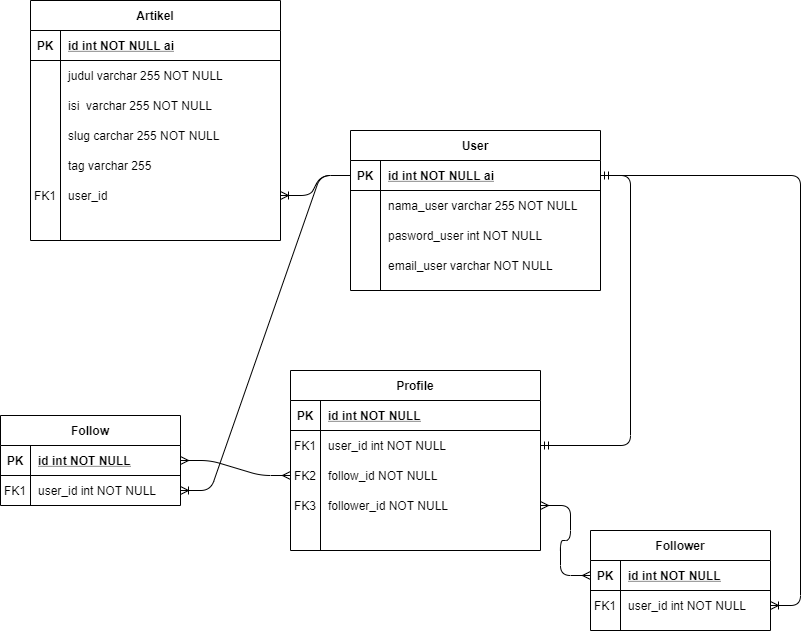 Artikel
PK id int NOT NULL ai
judul varchar 255 NOT NULL
isi  varchar 255 NOT NULL
slug carchar 255 NOT NULL
tag varchar 255
FK1 user_id
User
PK id int NOT NULL ai
nama_user varchar 255 NOT NULL
pasword_user int NOT NULL
email_user varchar NOT NULL
Profile
PK id int NOT NULL
FK1 user_id int NOT NULL
FK2 follow_id NOT NULL
FK3 follower_id NOT NULL
Follow
PK id int NOT NULL
FK1 user_id int NOT NULL
Follower
PK id int NOT NULL
FK1 user_id int NOT NULL